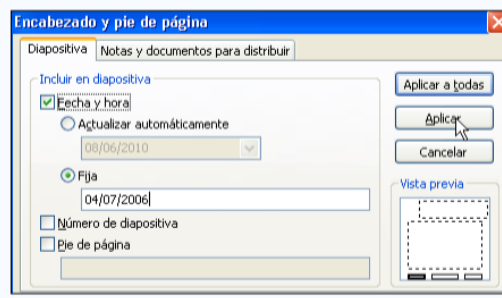 Encabezado y pie de página
Diapositiva Notas y documentos para distribuir
Incluir en diapositiva
Fecha y hora
Actualizar automáticamente
08/06/2010
Fija
04/07/2006
Número de diapositiva
Pie de página
Aplicar a todas
Aplicar
Cancelar
Vista previa